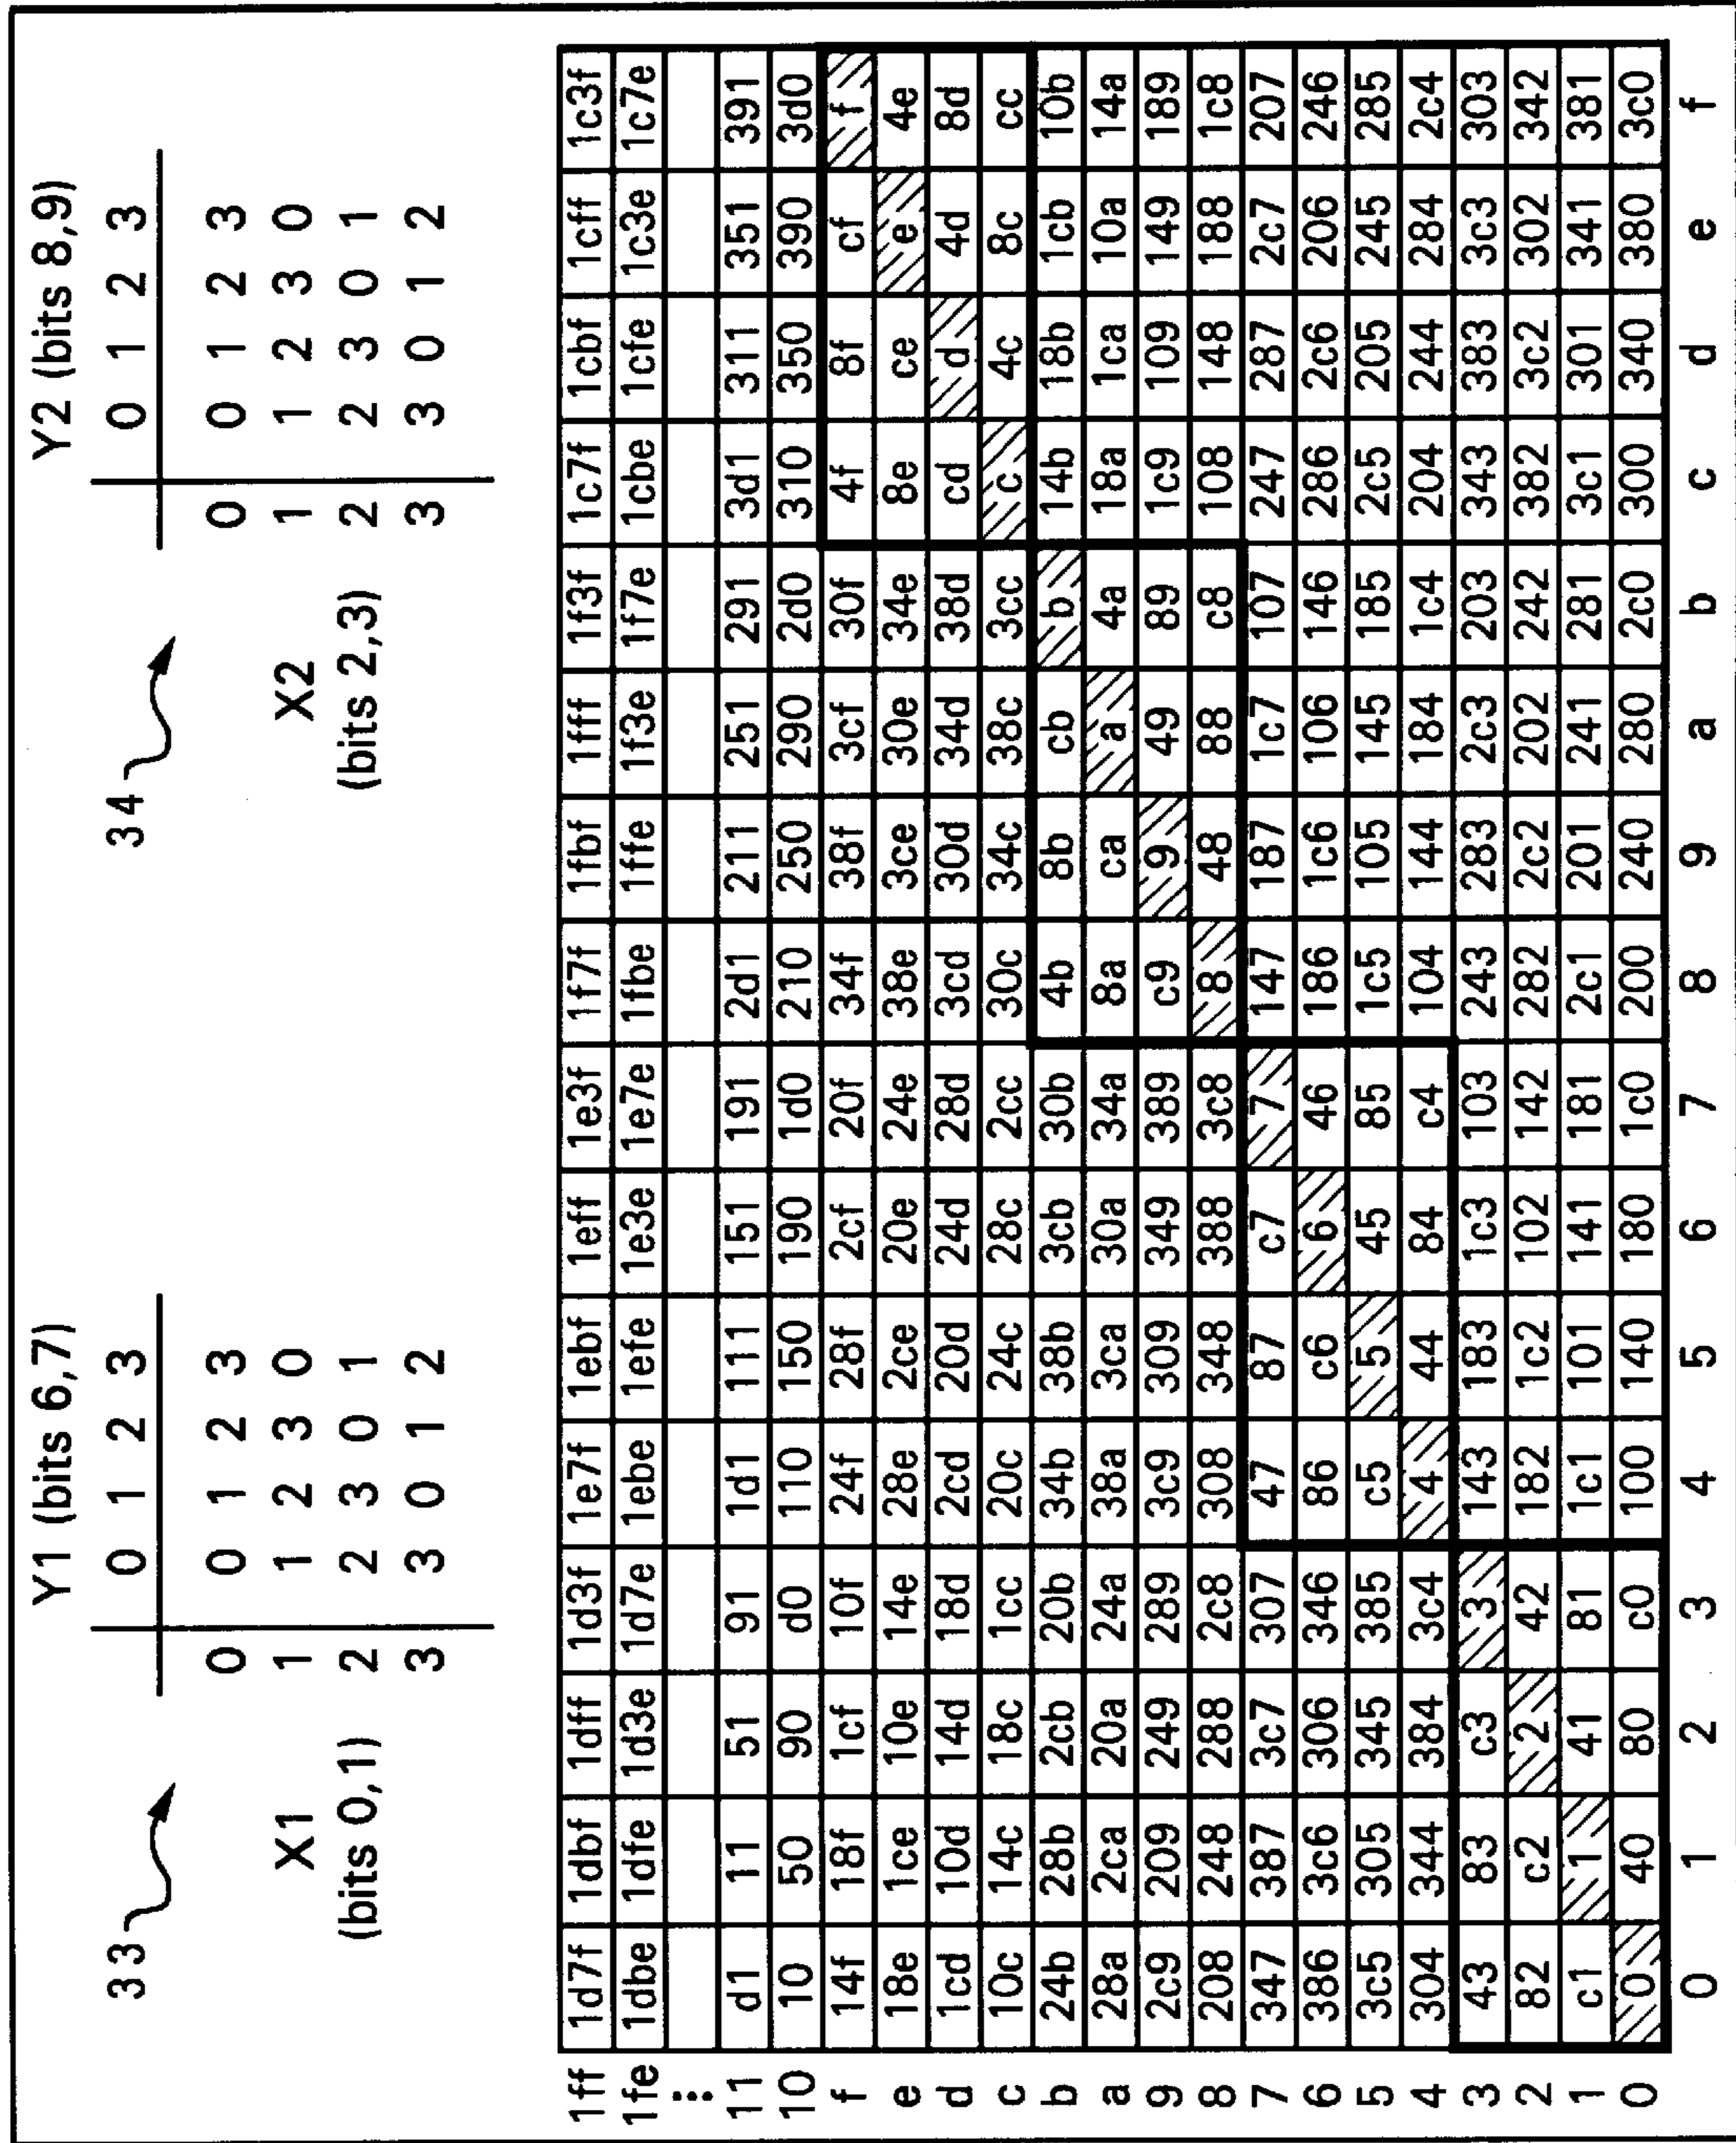 Y1 (bits 6,7)
Y2 (bits 8,9)
33
0 1 2 3
34
0 1 2 3
0 0 1 2 3
0 0 1 2 3
X1
1 1 2 3 0
X2
1 1 2 3 0
(bits 0,1)
2 2 3 0 1
(bits 2,3)
2 2 3 0 1
3 3 0 1 2
3 3 0 1 2
1ff 1d7f 1dbf 1dff 1d3f 1e7f 1ebf 1eff 1e3f 1f7f 1fbf 1fff 1f3f 1c7f 1cbf 1cff 1c3f
1fe 1dbe 1dfe 1d3e 1d7e 1ebe 1efe 1e3e 1e7e 1fbe 1ffe 1f3e 1f7e 1cbe 1cfe 1c3e 1c7e
⋮
11 d1 11 51 91 1d1 111 151 191 2d1 211 251 291 3d1 311 351 391
10 10 50 90 d0 110 150 190 1d0 210 250 290 2d0 310 350 390 3d0
f 14f 18f 1cf 10f 24f 28f 2cf 20f 34f 38f 3cf 30f 4f 8f cf f
e 18e 1ce 10e 14e 28e 2ce 20e 24e 38e 3ce 30e 34e 8e ce e 4e
d 1cd 10d 14d 18d 2cd 20d 24d 28d 3cd 30d 34d 38d cd d 4d 8d
c 10c 14c 18c 1cc 20c 24c 28c 2cc 30c 34c 38c 3cc c 4c 8c cc
b 24b 28b 2cb 20b 34b 38b 3cb 30b 4b 8b cb b 14b 18b 1cb 10b
a 28a 2ca 20a 24a 38a 3ca 30a 34a 8a ca a 4a 18a 1ca 10a 14a
9 2c9 209 249 289 3c9 309 349 389 c9 9 49 89 1c9 109 149 189
8 208 248 288 2c8 308 348 388 3c8 8 48 88 c8 108 148 188 1c8
7 347 387 3c7 307 47 87 c7 7 147 187 1c7 107 247 287 2c7 207
6 386 3c6 306 346 86 c6 6 46 186 1c6 106 146 286 2c6 206 246
5 3c5 305 345 385 c5 5 45 85 1c5 105 145 185 2c5 205 245 285
4 304 344 384 3c4 4 44 84 c4 104 144 184 1c4 204 244 284 2c4
3 43 83 c3 3 143 183 1c3 103 243 283 2c3 203 343 383 3c3 303
2 82 c2 2 42 182 1c2 102 142 282 2c2 202 242 382 3c2 302 342
1 c1 1 41 81 1c1 101 141 181 2c1 201 241 281 3c1 301 341 381
0 0 40 80 c0 100 140 180 1c0 200 240 280 2c0 300 340 380 3c0
0 1 2 3 4 5 6 7 8 9 a b c d e f